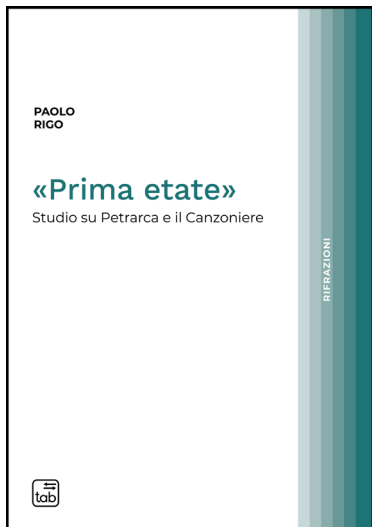 PAOLO
RIGO
«Prima etate»
Studio su Petrarca e il Canzoniere
RIFRAZIONI
tab